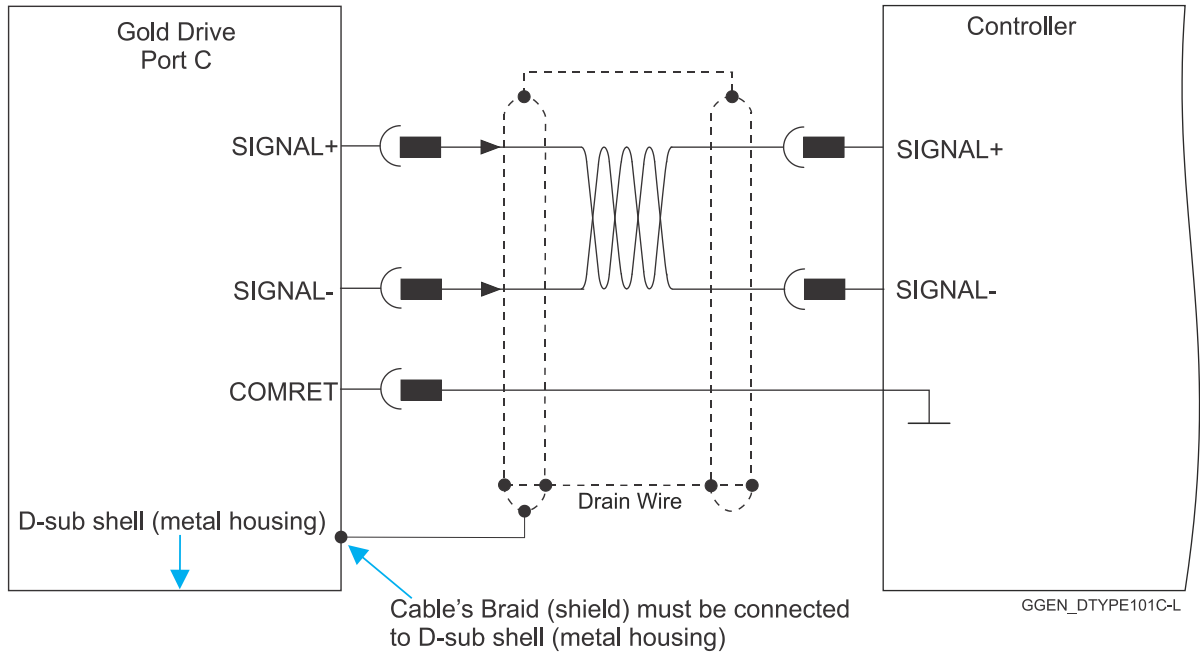 Gold Drive
Port C
Controller
SIGNAL+
SIGNAL+
SIGNAL-
SIGNAL-
COMRET
Drain Wire
D-sub shell (metal housing)
Cable's Braid (shield) must be connected
to D-sub shell (metal housing)
GGEN_DTYPE101C-L